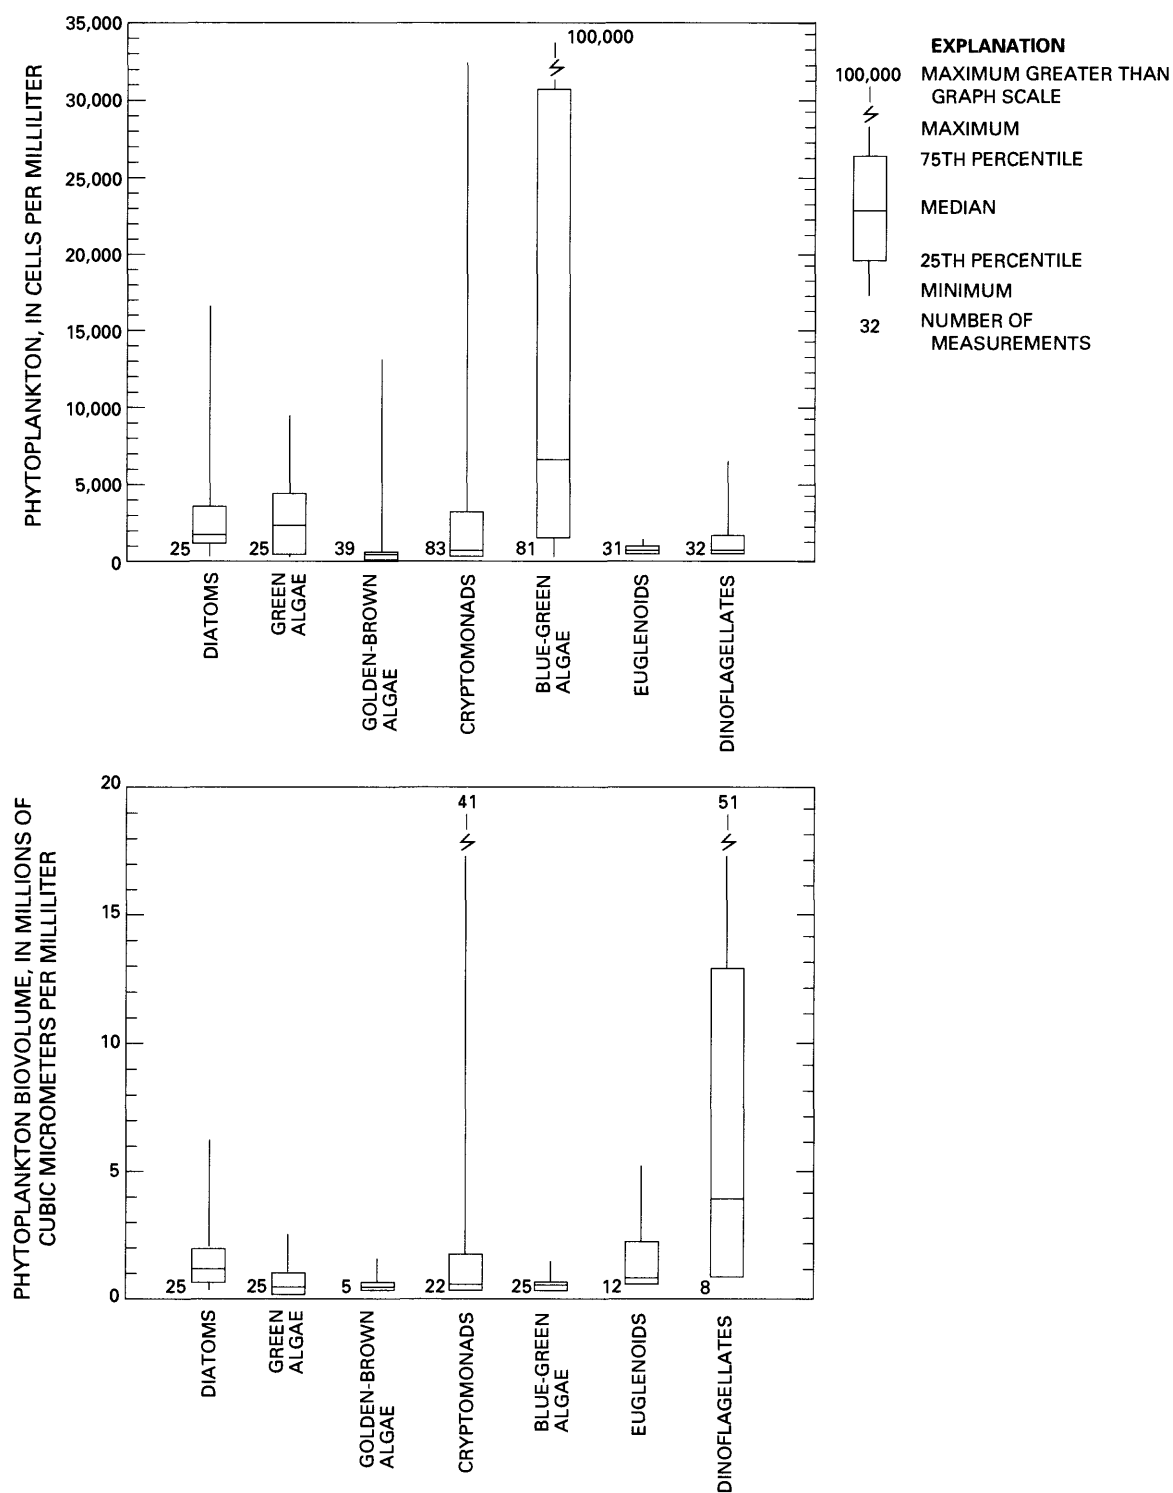 PHYTOPLANKTON, IN CELLS PER MILLILITER
35,000
30,000
25,000
20,000
15,000
10,000
5,000
0
100,000
25
25
39
83
81
31
32
DIATOMS
GREEN
ALGAE
GOLDEN-BROWN
ALGAE
CRYPTOMONADS
BLUE-GREEN
ALGAE
EUGLENOIDS
DINOFLAGELLATES
EXPLANATION
100,000 MAXIMUM GREATER THAN
GRAPH SCALE
MAXIMUM
75TH PERCENTILE
MEDIAN
25TH PERCENTILE
MINIMUM
32 NUMBER OF
MEASUREMENTS
PHYTOPLANKTON BIOVOLUME, IN MILLIONS OF
CUBIC MICROMETERS PER MILLILITER
20
15
10
5
0
41
51
25
25
5
22
25
12
8
DIATOMS
GREEN
ALGAE
GOLDEN-BROWN
ALGAE
CRYPTOMONADS
BLUE-GREEN
ALGAE
EUGLENOIDS
DINOFLAGELLATES